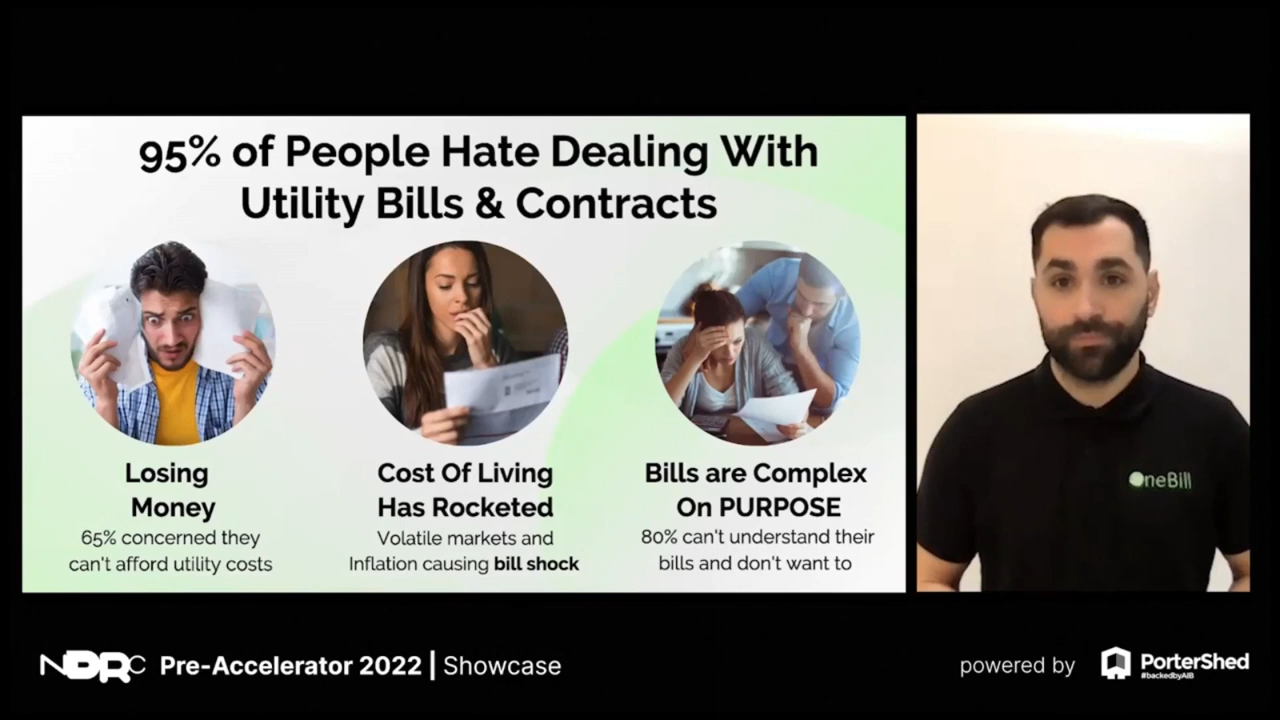 95% of People Hate Dealing With
Utility Bills & Contracts
Losing
Money
65% concerned they
can't afford utility costs
Cost Of Living
Has Rocketed
Volatile markets and
Inflation causing bill shock
Bills are Complex
On PURPOSE
80% can't understand their
bills and don't want to
OneBill
NDRC Pre-Accelerator 2022 | Showcase
powered by PorterShed
#backedbyAIB